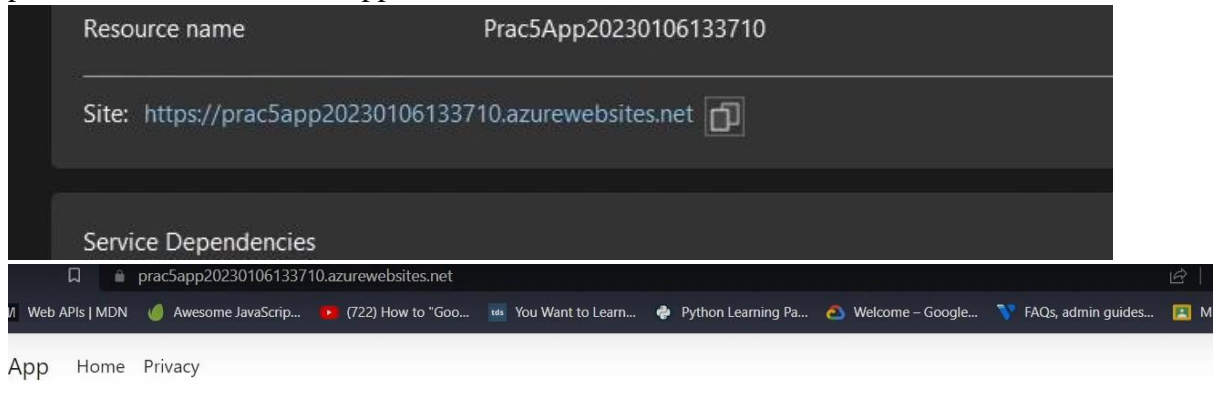 Resource name Prac5App20230106133710
Site: https://prac5app20230106133710.azurewebsites.net
Service Dependencies
prac5app20230106133710.azurewebsites.net
Web APIs | MDN Awesome JavaScrip... (722) How to "Goo... tds You Want to Learn... Python Learning Pa... Welcome – Google... FAQs, admin guides... M
App Home Privacy